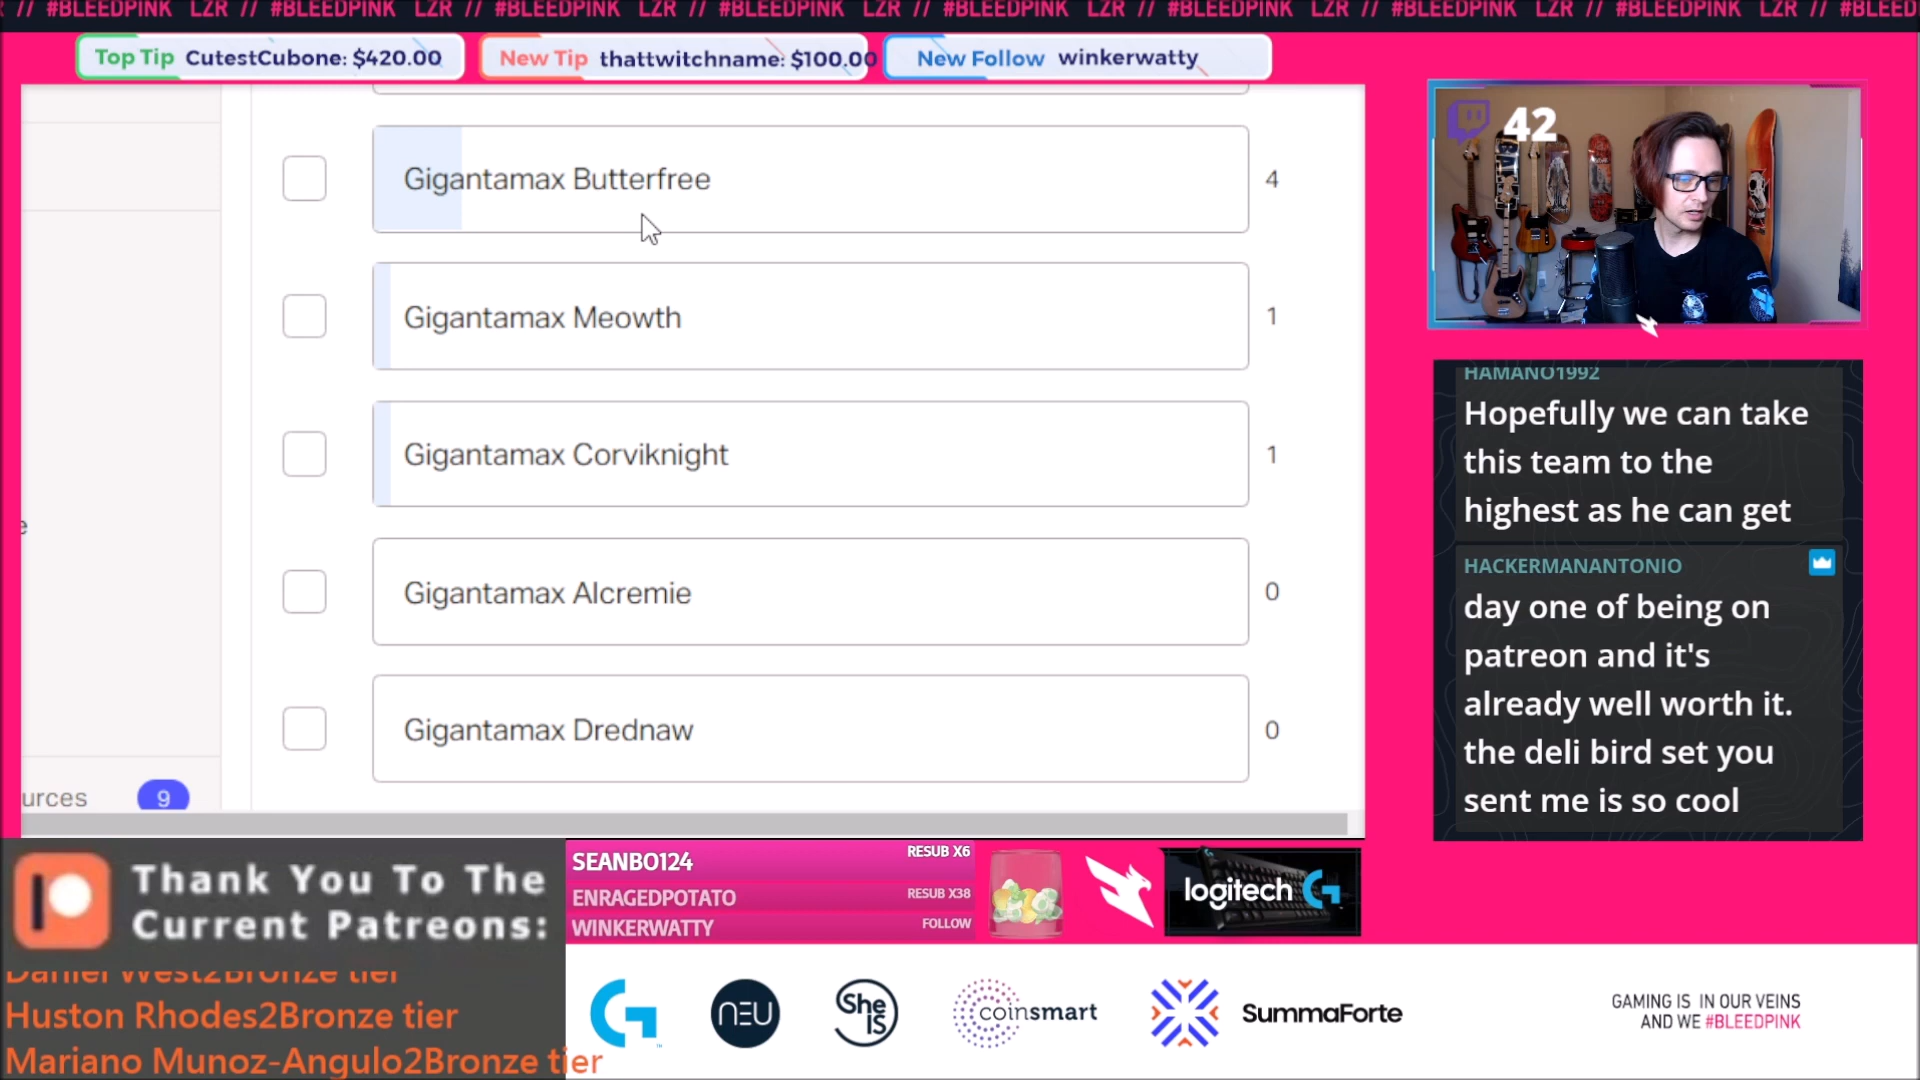 // #BLEEDPINK LZR // #BLEEDPINK LZR // #BLEEDPINK LZR // #BLEEDPINK LZR // #BLEEDPINK LZR // #BLEEDPINK LZR // #BLEEDPINK LZR // #BLEEDPINK LZR // #BLEED
Top Tip CutestCubone: $420.00
New Tip thattwitchname: $100.00
New Follow winkerwatty
42
Gigantamax Butterfree 4
Gigantamax Meowth 1
Gigantamax Corviknight 1
Gigantamax Alcremie 0
Gigantamax Drednaw 0
e
urces 9
HAMANO1992
Hopefully we can take
this team to the
highest as he can get
HACKERMANANTONIO
day one of being on
patreon and it's
already well worth it.
the deli bird set you
sent me is so cool
Thank You To The
Current Patreons:
Daniel West2Bronze tier
Huston Rhodes2Bronze tier
Mariano Munoz-Angulo2Bronze tier
SEANBO124 RESUB X6
ENRAGEDPOTATO RESUB X38
WINKERWATTY FOLLOW
logitech G
G
NEU
She
IS
coinsmart
SummaForte
GAMING IS IN OUR VEINS
AND WE #BLEEDPINK